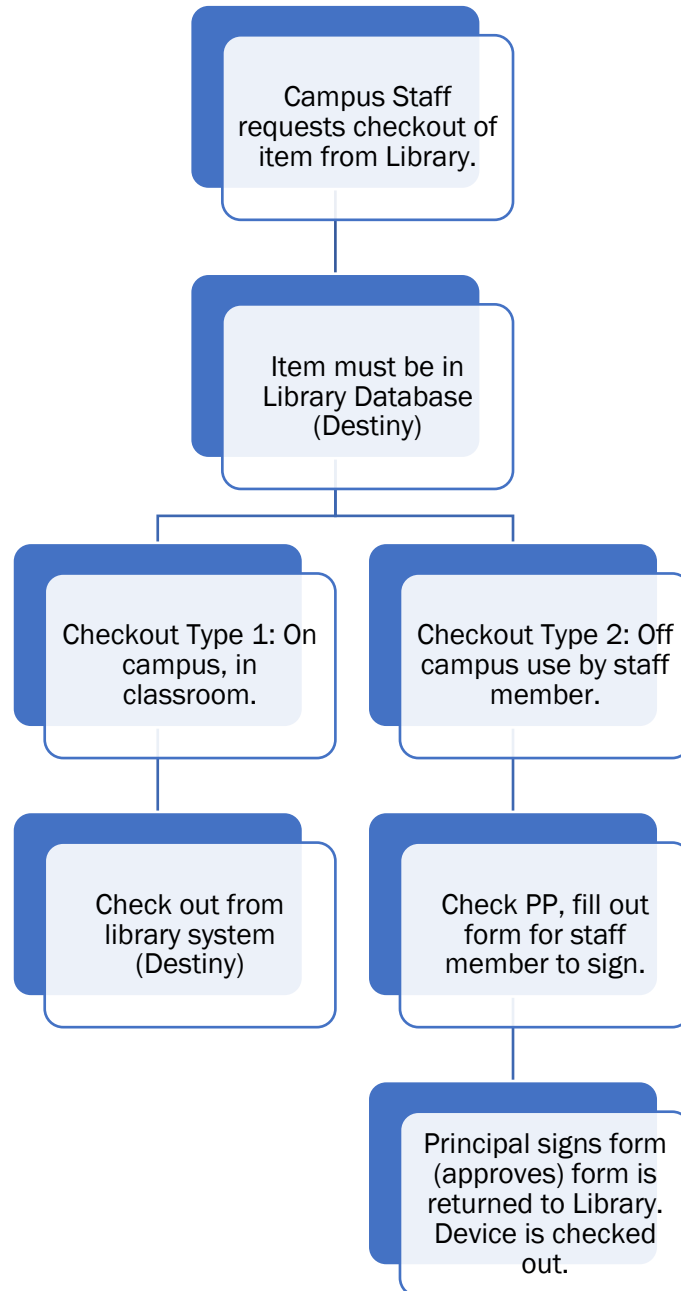 Campus Staff
requests checkout of
item from Library.
Item must be in
Library Database
(Destiny)
Checkout Type 1: On
campus, in
classroom.
Checkout Type 2: Off
campus use by staff
member.
Check out from
library system
(Destiny)
Check PP, fill out
form for staff
member to sign.
Principal signs form
(approves) form is
returned to Library.
Device is checked
out.